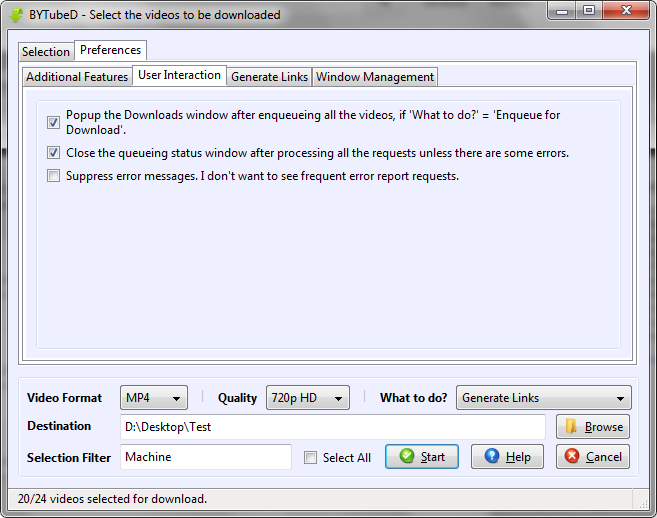 BYTubeD - Select the videos to be downloaded
Selection Preferences
Additional Features User Interaction Generate Links Window Management
Popup the Downloads window after enqueueing all the videos, if 'What to do?' = 'Enqueue for
Download'.
Close the queueing status window after processing all the requests unless there are some errors.
Suppress error messages. I don't want to see frequent error report requests.
Video Format MP4 Quality 720p HD What to do? Generate Links
Destination D:\Desktop\Test Browse
Selection Filter Machine Select All Start Help Cancel
20/24 videos selected for download.